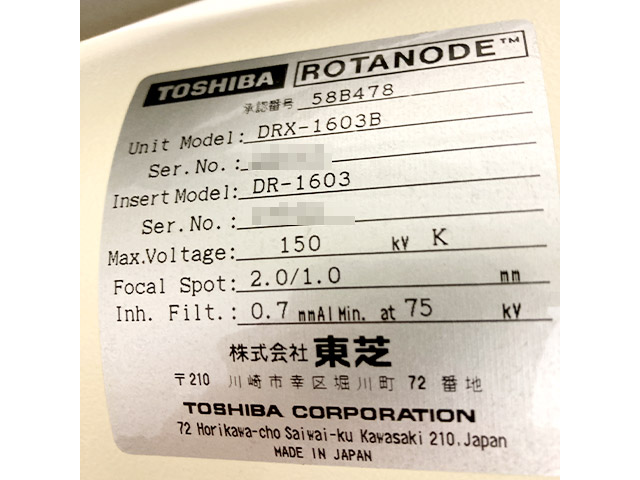 TOSHIBA ROTANODE™
承認番号 58B478
Unit Model: DRX-1603B
Ser.No.:
Insert Model: DR-1603
Ser.No.:
Max.Voltage: 150 kV K
Focal Spot: 2.0/1.0 mm
Inh. Filt.: 0.7 mmAl Min. at 75 kV
株式会社 東芝
〒210 川崎市幸区堀川町 72 番地
TOSHIBA CORPORATION
72 Horikawa-cho Saiwai-ku Kawasaki 210, Japan
MADE IN JAPAN